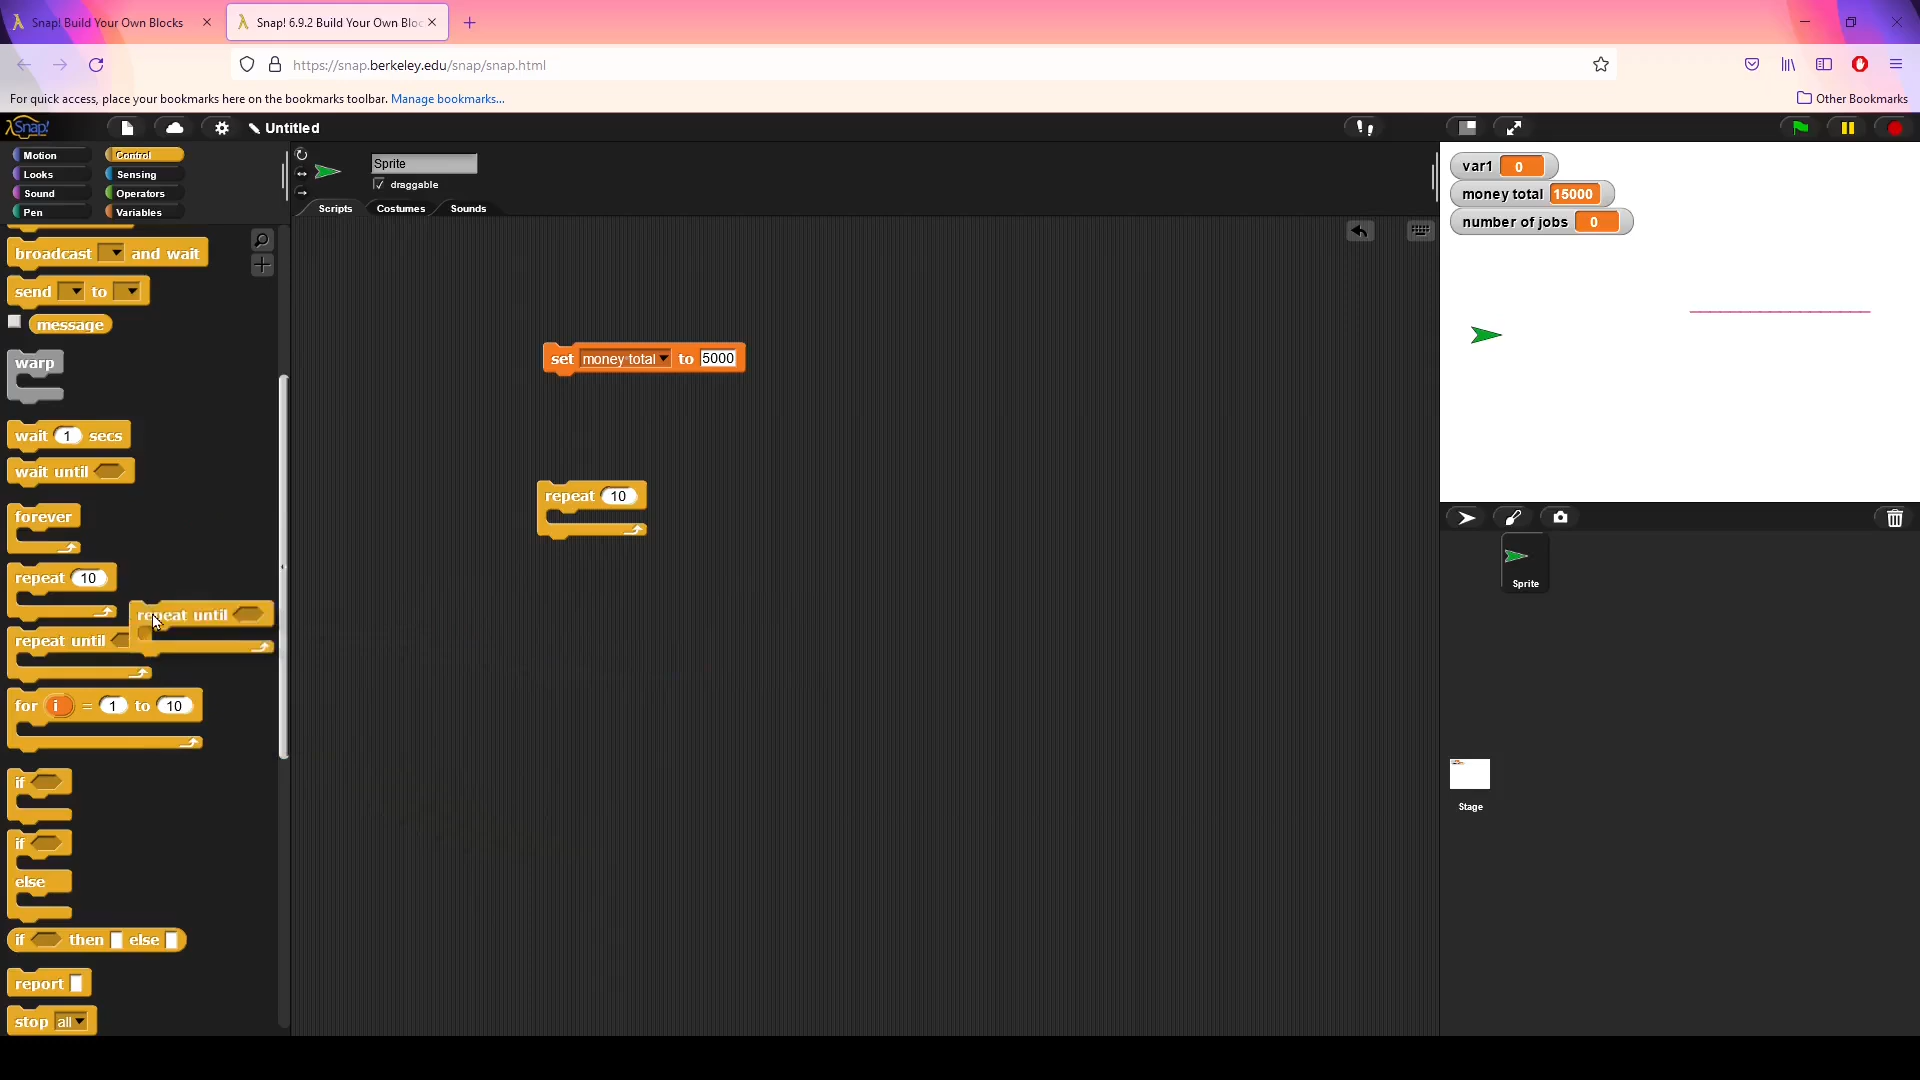 Snap! Build Your Own Blocks
Snap! 6.9.2 Build Your Own Bloc
https://snap.berkeley.edu/snap/snap.html
For quick access, place your bookmarks here on the bookmarks toolbar. Manage bookmarks...
Other Bookmarks
Snap!
Untitled
Motion
Control
Looks
Sensing
Sound
Operators
Pen
Variables
Sprite
draggable
Scripts
Costumes
Sounds
broadcast and wait
send to
message
warp
wait 1 secs
wait until
forever
repeat 10
repeat until
repeat until
for i = 1 to 10
if
if
else
if then else
report
stop all
set money total to 5000
repeat 10
var1 0
money total 15000
number of jobs 0
Sprite
Stage